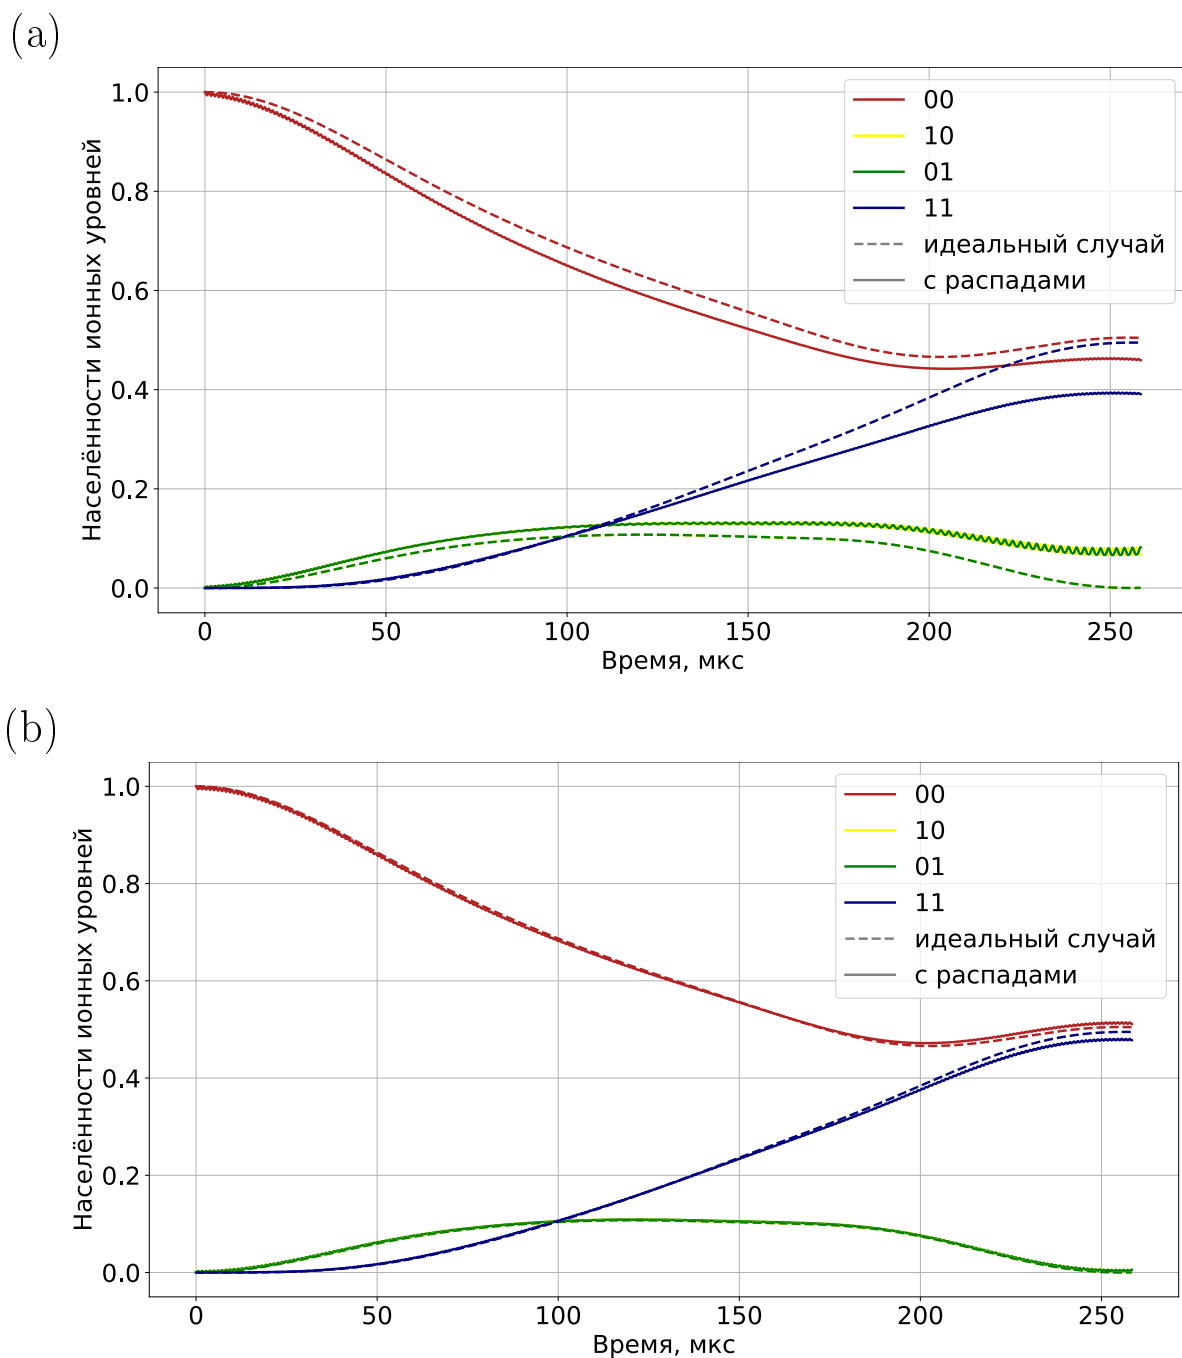 (a)
Населённости ионных уровней
1.0
0.8
0.6
0.4
0.2
0.0
00
10
01
11
идеальный случай
с распадами
0 50 100 150 200 250
Время, мкс
(b)
Населённости ионных уровней
1.0
0.8
0.6
0.4
0.2
0.0
00
10
01
11
идеальный случай
с распадами
0 50 100 150 200 250
Время, мкс